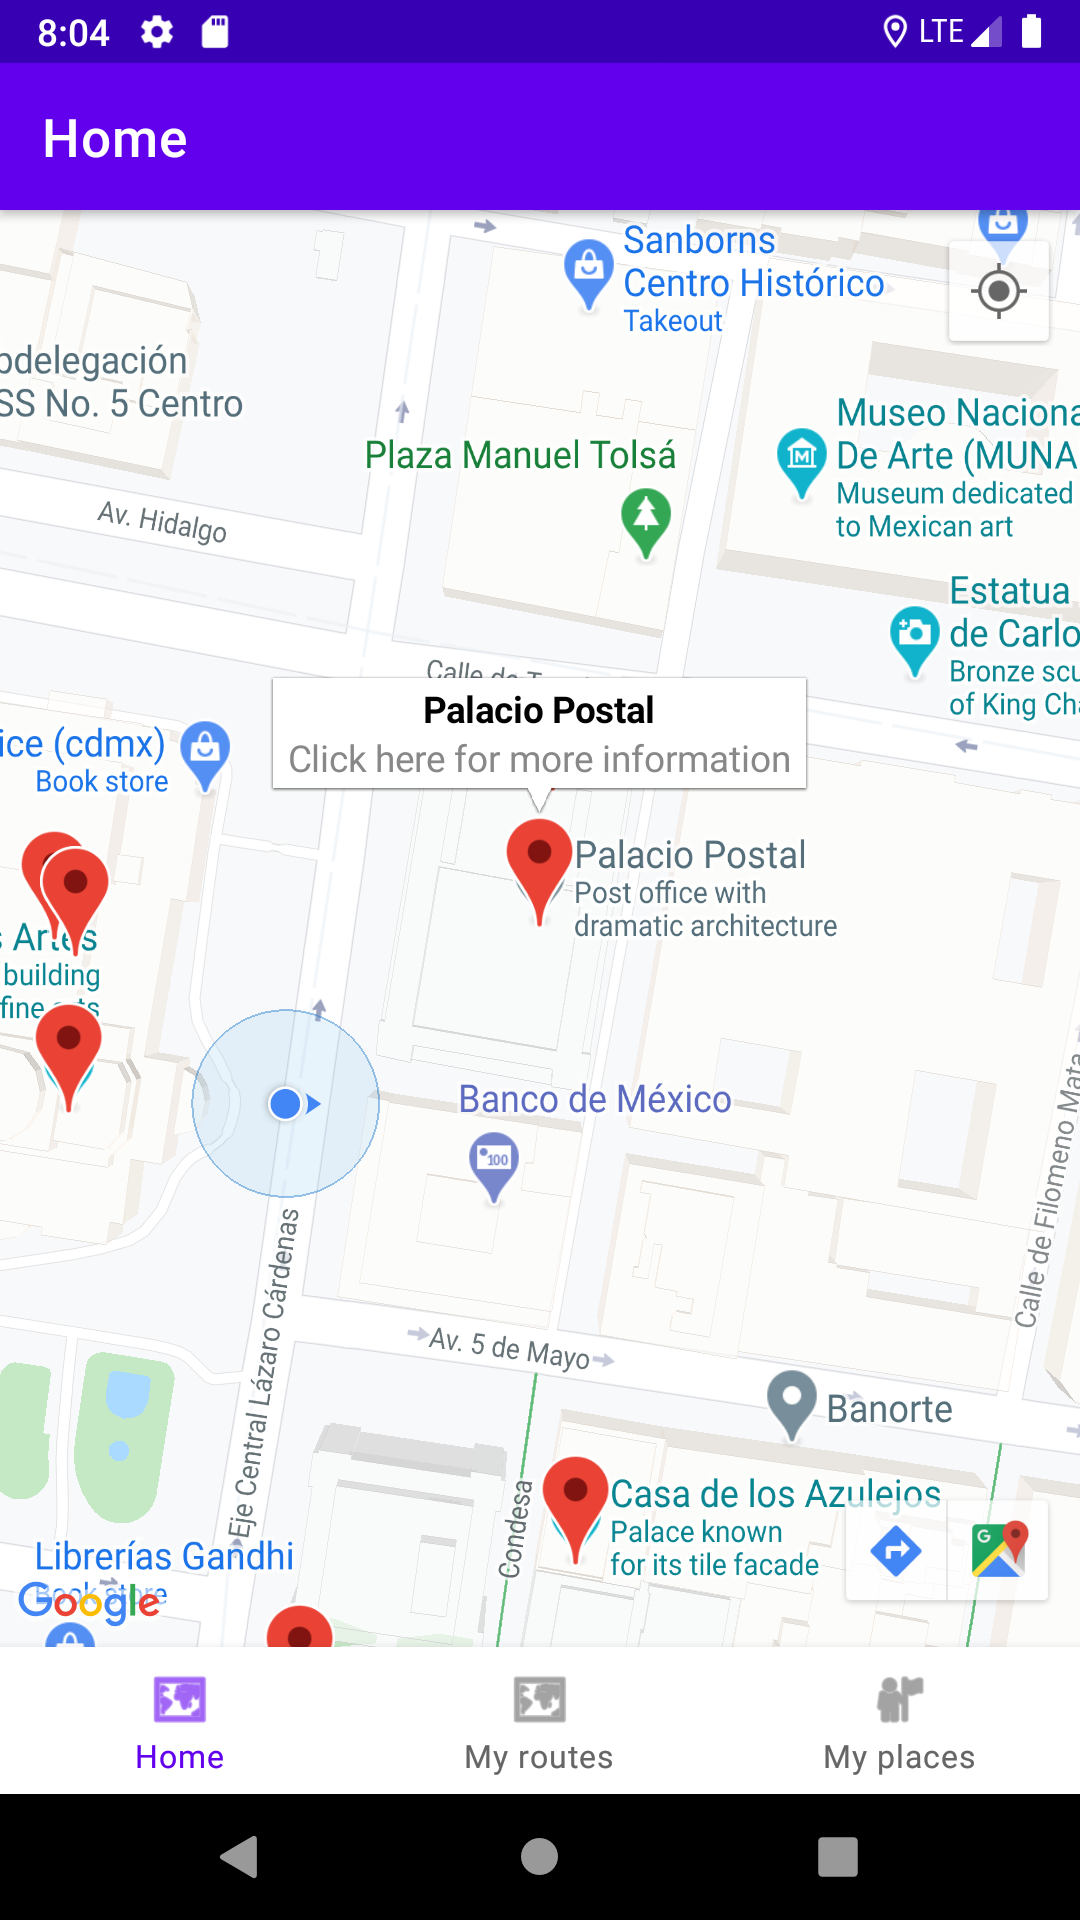 8:04
LTE
Home
Sanborns
Centro Histórico
Takeout
odelegación
SS No. 5 Centro
Museo Naciona
De Arte (MUNA
Museum dedicated
to Mexican art
Plaza Manuel Tolsá
Av. Hidalgo
Estatua
de Carlo
Bronze scu
of King Cha
Calle de T
Palacio Postal
Click here for more information
ice (cdmx)
Book store
Palacio Postal
Post office with
dramatic architecture
s Artes
building
fine arts
Banco de México
100
Calle de Filomeno Mata
Eje Central Lázaro Cárdenas
Av. 5 de Mayo
Banorte
Condesa
Casa de los Azulejos
Palace known
for its tile facade
Librerías Gandhi
Book store
Google
G
Home
My routes
My places